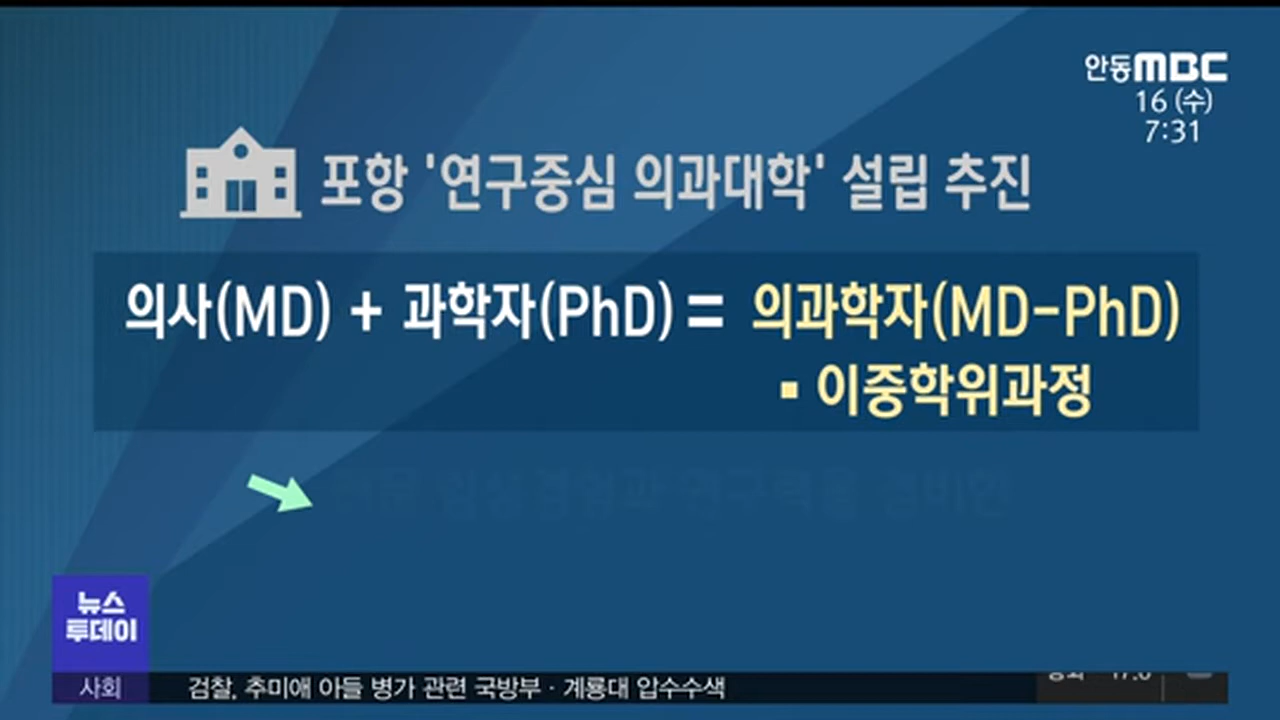 안동MBC
16 (수)
7:31
포항 '연구중심 의과대학' 설립 추진
의사(MD) + 과학자(PhD) = 의과학자(MD-PhD)
▪ 이중학위과정
뉴스
투데이
사회 검찰, 추미애 아들 병가 관련 국방부 · 계룡대 압수수색